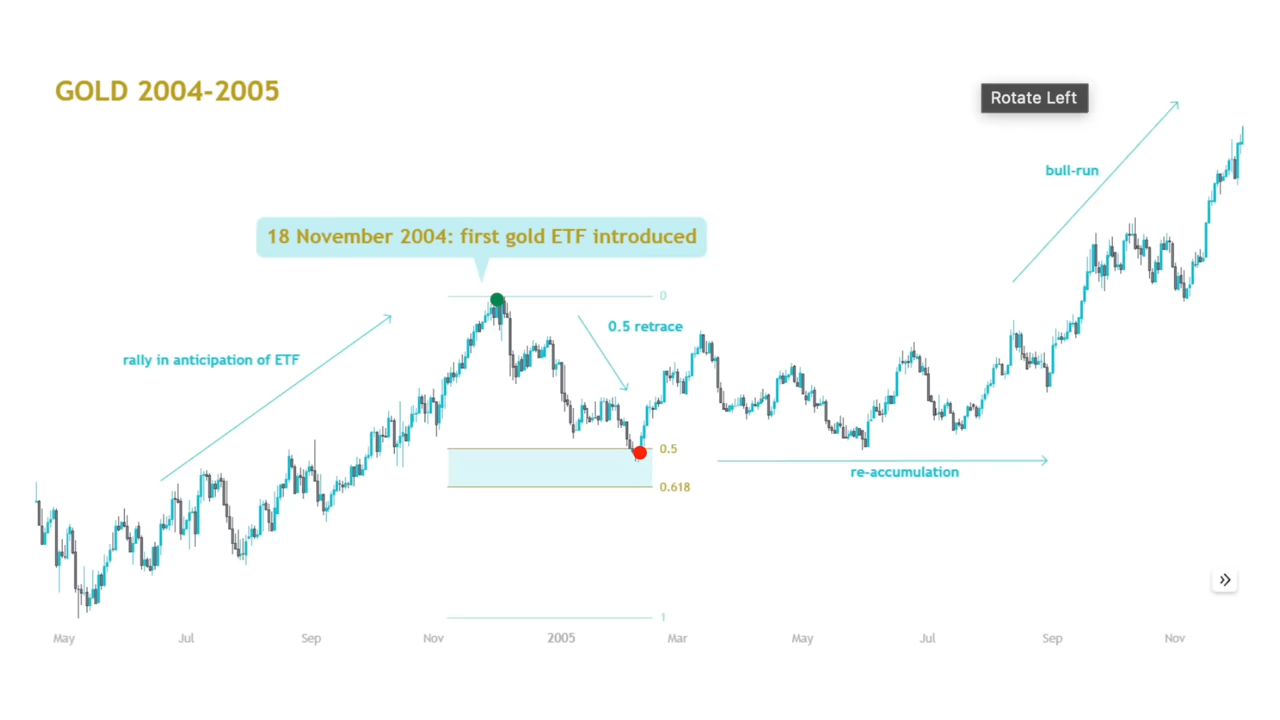 GOLD 2004-2005
Rotate Left
bull-run
18 November 2004: first gold ETF introduced
0
0.5 retrace
rally in anticipation of ETF
0.5
re-accumulation
0.618
1
May Jul Sep Nov 2005 Mar May Jul Sep Nov